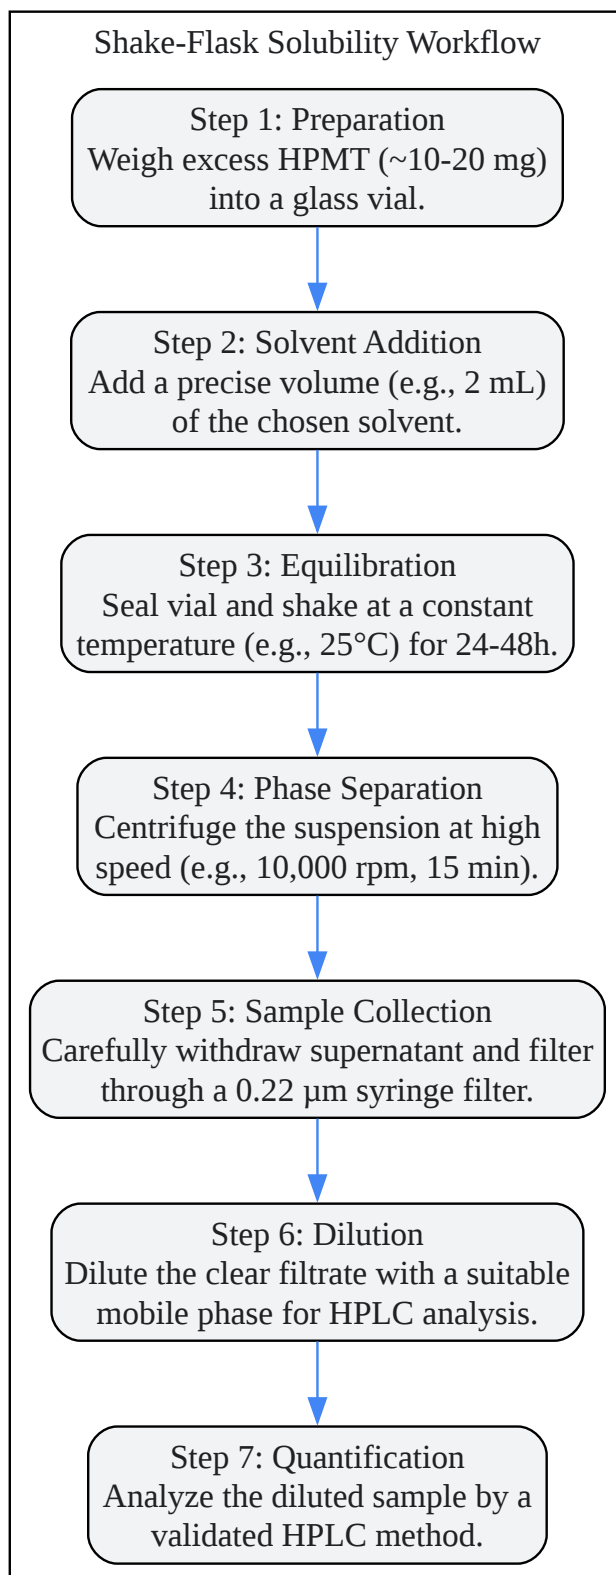 Shake-Flask Solubility Workflow
Step 1: Preparation
Weigh excess HPMT (~10-20 mg)
into a glass vial.
Step 2: Solvent Addition
Add a precise volume (e.g., 2 mL)
of the chosen solvent.
Step 3: Equilibration
Seal vial and shake at a constant
temperature (e.g., 25°C) for 24-48h.
Step 4: Phase Separation
Centrifuge the suspension at high
speed (e.g., 10,000 rpm, 15 min).
Step 5: Sample Collection
Carefully withdraw supernatant and filter
through a 0.22 µm syringe filter.
Step 6: Dilution
Dilute the clear filtrate with a suitable
mobile phase for HPLC analysis.
Step 7: Quantification
Analyze the diluted sample by a
validated HPLC method.